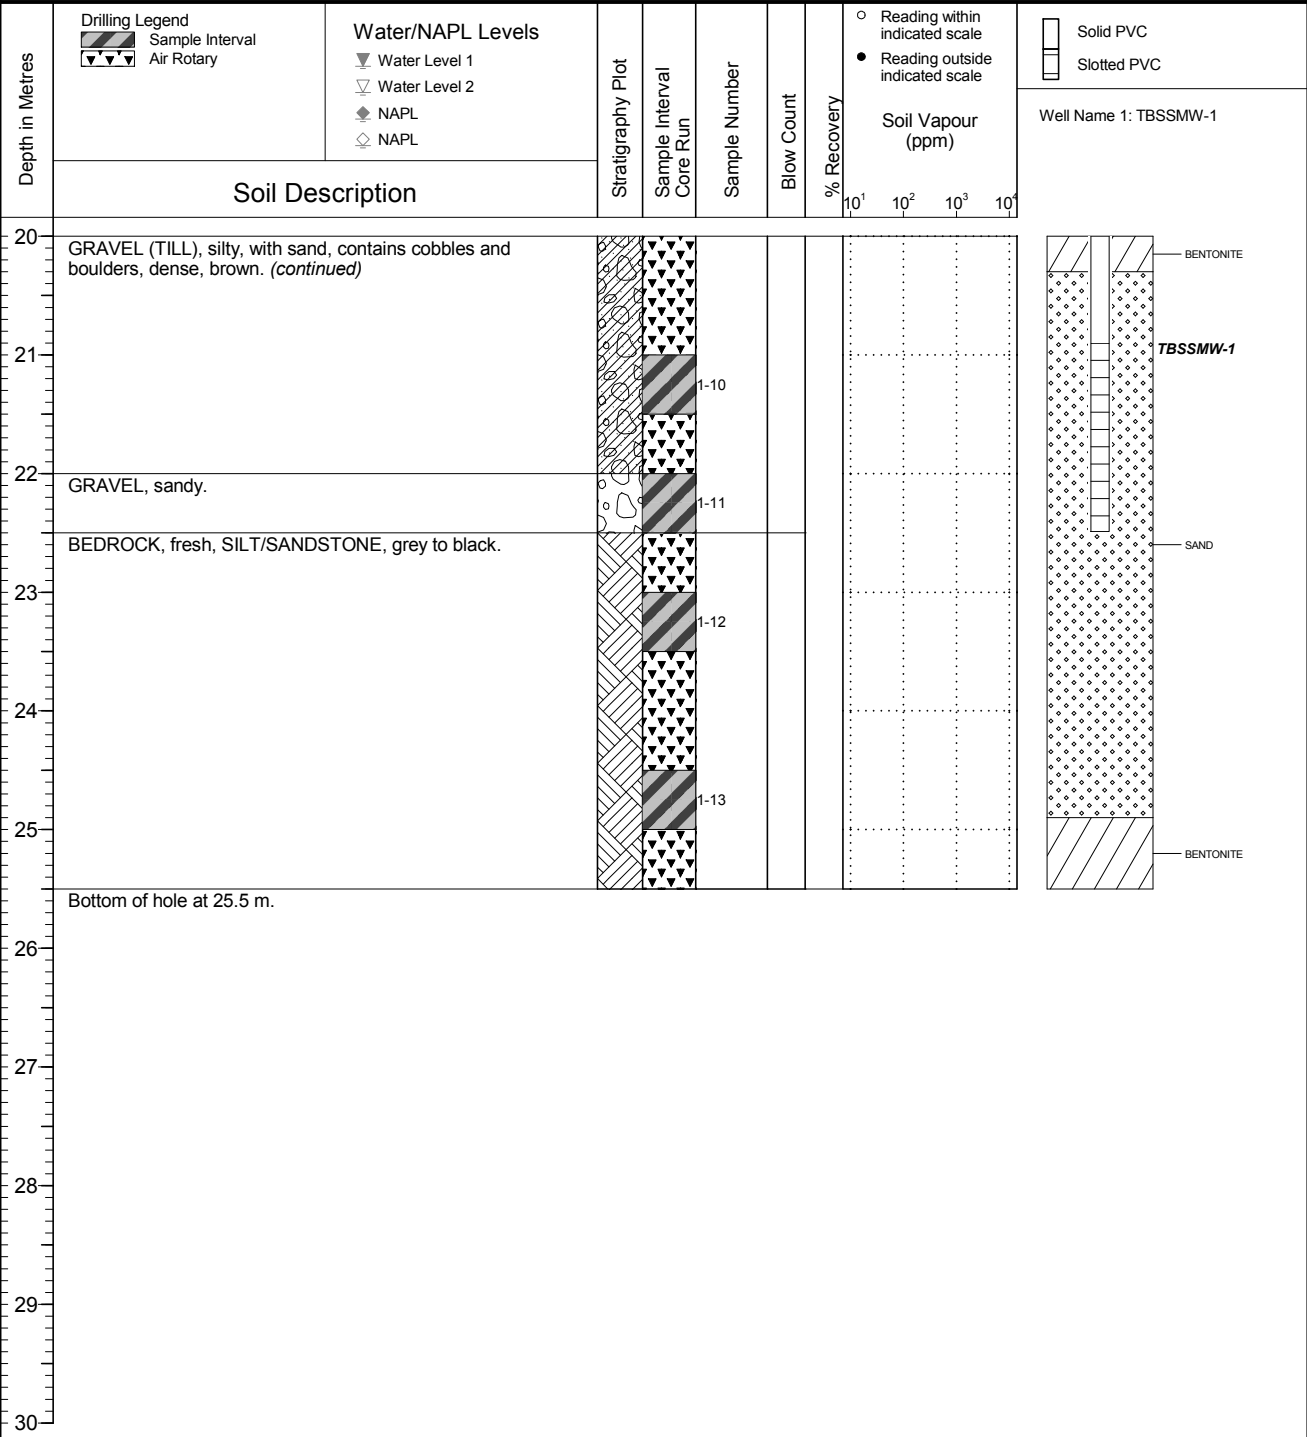 Depth in Metres
Drilling Legend
Sample Interval
Air Rotary
Water/NAPL Levels
Water Level 1
Water Level 2
NAPL
NAPL
Soil Description
Stratigraphy Plot
Sample Interval
Core Run
Sample Number
Blow Count
% Recovery
Reading within
indicated scale
Reading outside
indicated scale
Soil Vapour
(ppm)
10¹ 10² 10³ 10⁴
Solid PVC
Slotted PVC
Well Name 1: TBSSMW-1
20
GRAVEL (TILL), silty, with sand, contains cobbles and
boulders, dense, brown. (continued)
BENTONITE
21
TBSSMW-1
1-10
22
GRAVEL, sandy.
1-11
BEDROCK, fresh, SILT/SANDSTONE, grey to black.
SAND
23
1-12
24
1-13
25
BENTONITE
Bottom of hole at 25.5 m.
26
27
28
29
30